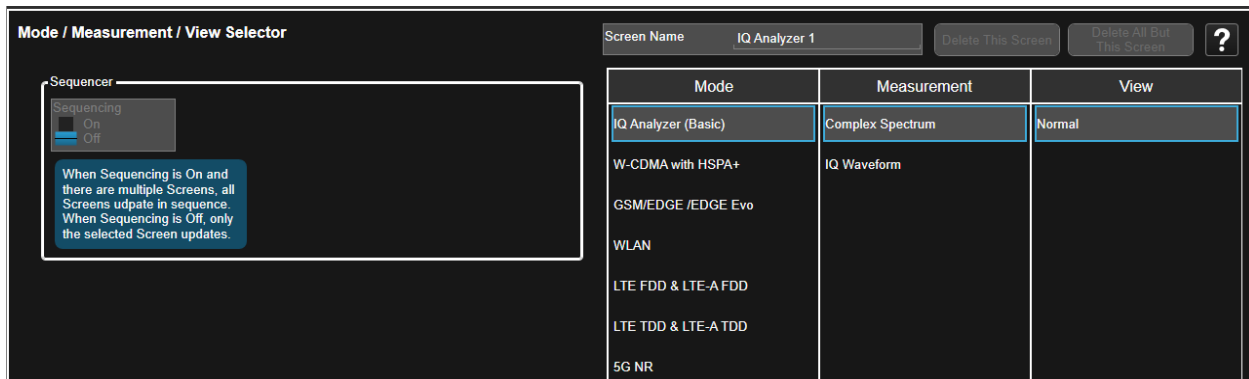 Mode / Measurement / View Selector
Screen Name
IQ Analyzer 1
Delete This Screen
Delete All But
This Screen
?
Sequencer
Sequencing
On
Off
When Sequencing is On and
there are multiple Screens, all
Screens udpate in sequence.
When Sequencing is Off, only
the selected Screen updates.
Mode
Measurement
View
IQ Analyzer (Basic)
Complex Spectrum
Normal
W-CDMA with HSPA+
IQ Waveform
GSM/EDGE /EDGE Evo
WLAN
LTE FDD & LTE-A FDD
LTE TDD & LTE-A TDD
5G NR